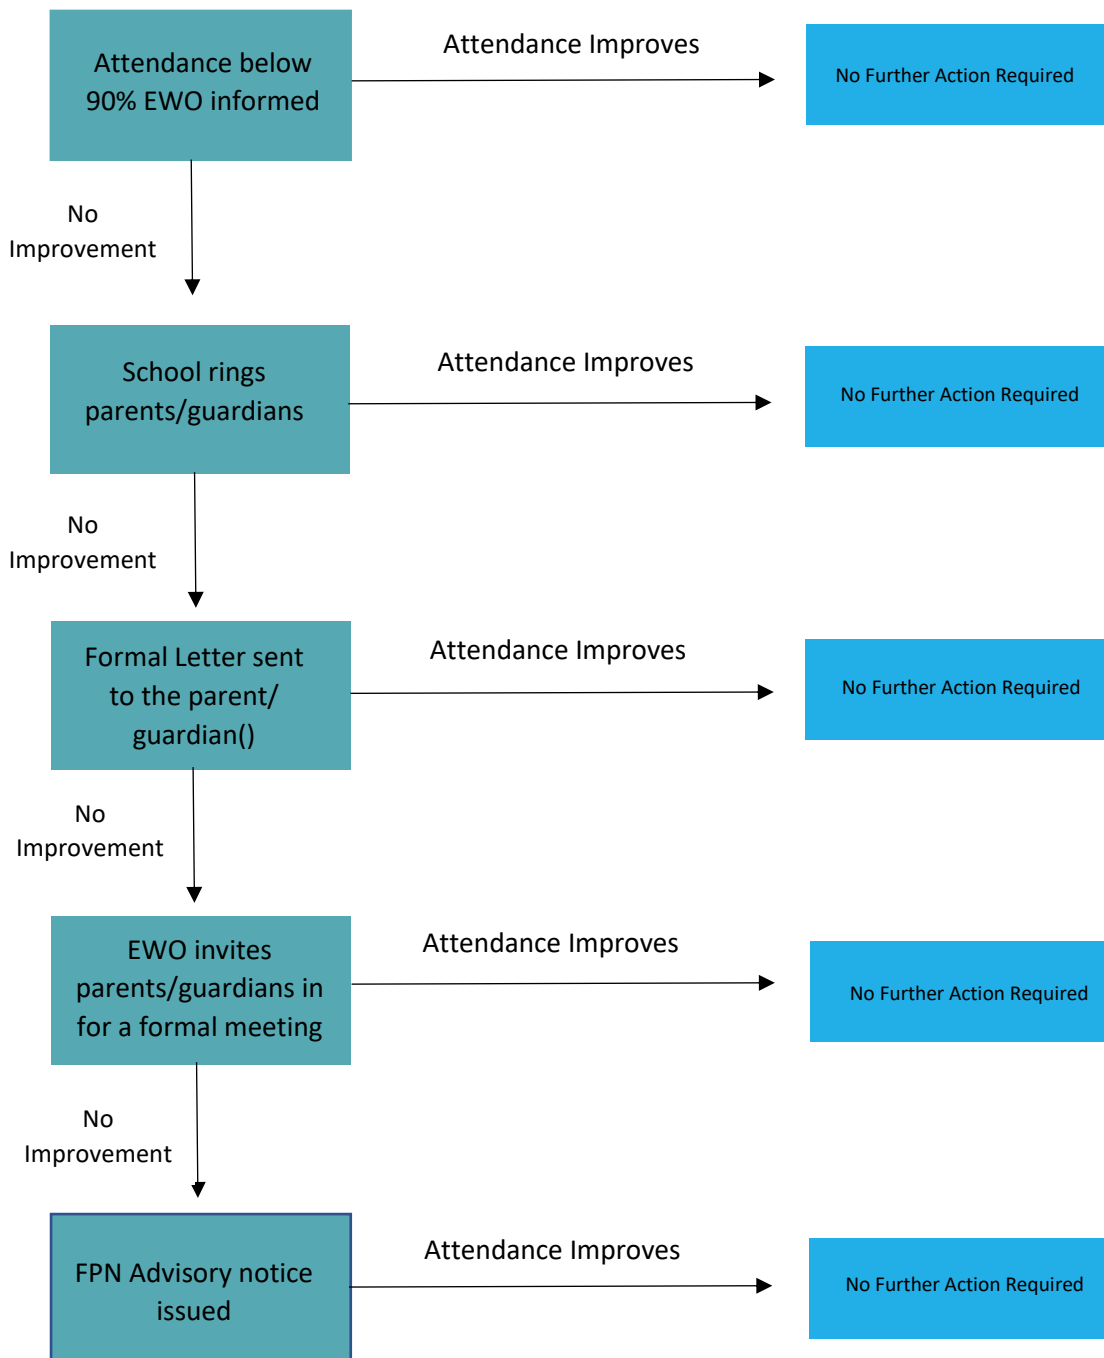 Attendance below
90% EWO informed
Attendance Improves
No Further Action Required
No
Improvement
School rings
parents/guardians
Attendance Improves
No Further Action Required
No
Improvement
Formal Letter sent
to the parent/
guardian()
Attendance Improves
No Further Action Required
No
Improvement
EWO invites
parents/guardians in
for a formal meeting
Attendance Improves
No Further Action Required
No
Improvement
FPN Advisory notice
issued
Attendance Improves
No Further Action Required